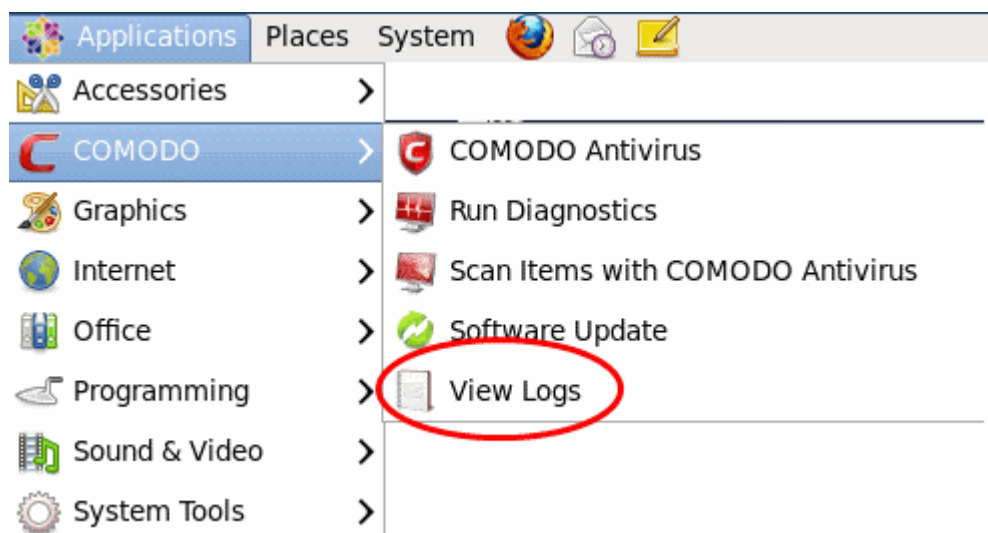 Applications Places System
Accessories
COMODO
COMODO Antivirus
Graphics
Run Diagnostics
Internet
Scan Items with COMODO Antivirus
Office
Software Update
Programming
View Logs
Sound & Video
System Tools